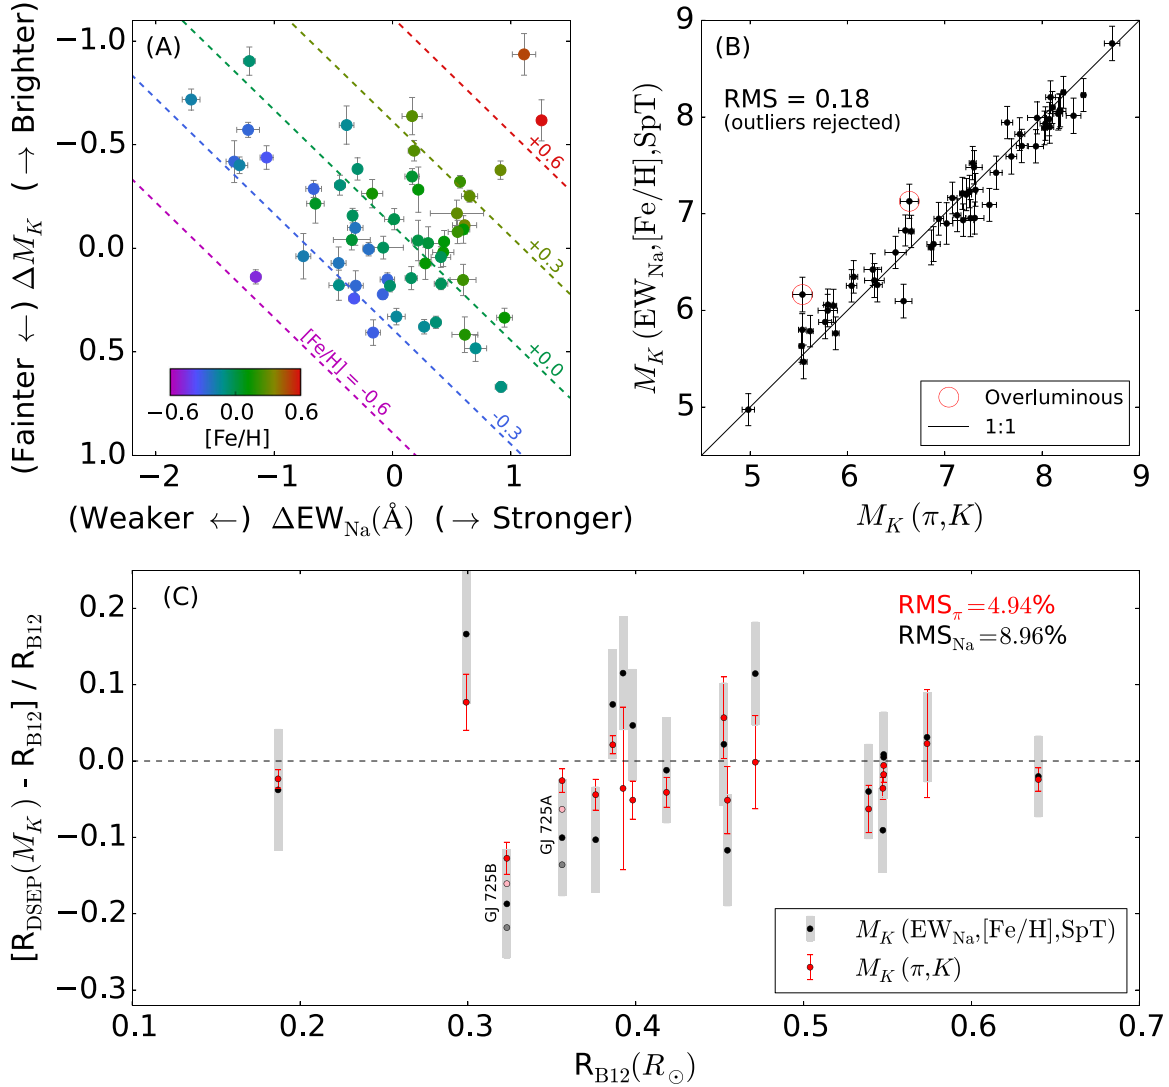 (A)
(Fainter ←) ΔM_K (→ Brighter)
−1.0
−0.5
0.0
0.5
1.0
+0.6
+0.3
+0.0
-0.3
[Fe/H] = -0.6
−0.6
0.0
0.6
[Fe/H]
−2
−1
0
1
(Weaker ←) ΔEW_Na(Å) (→ Stronger)
(B)
RMS = 0.18
(outliers rejected)
M_K (EW_Na,[Fe/H],SpT)
9
8
7
6
5
Overluminous
1:1
5
6
7
8
9
M_K (π,K)
(C)
[R_DSEP(M_K) - R_B12] / R_B12
0.2
0.1
0.0
−0.1
−0.2
−0.3
RMS_π=4.94%
RMS_Na=8.96%
GJ 725B
GJ 725A
M_K (EW_Na,[Fe/H],SpT)
M_K (π,K)
0.1
0.2
0.3
0.4
0.5
0.6
0.7
R_B12(R_⊙)